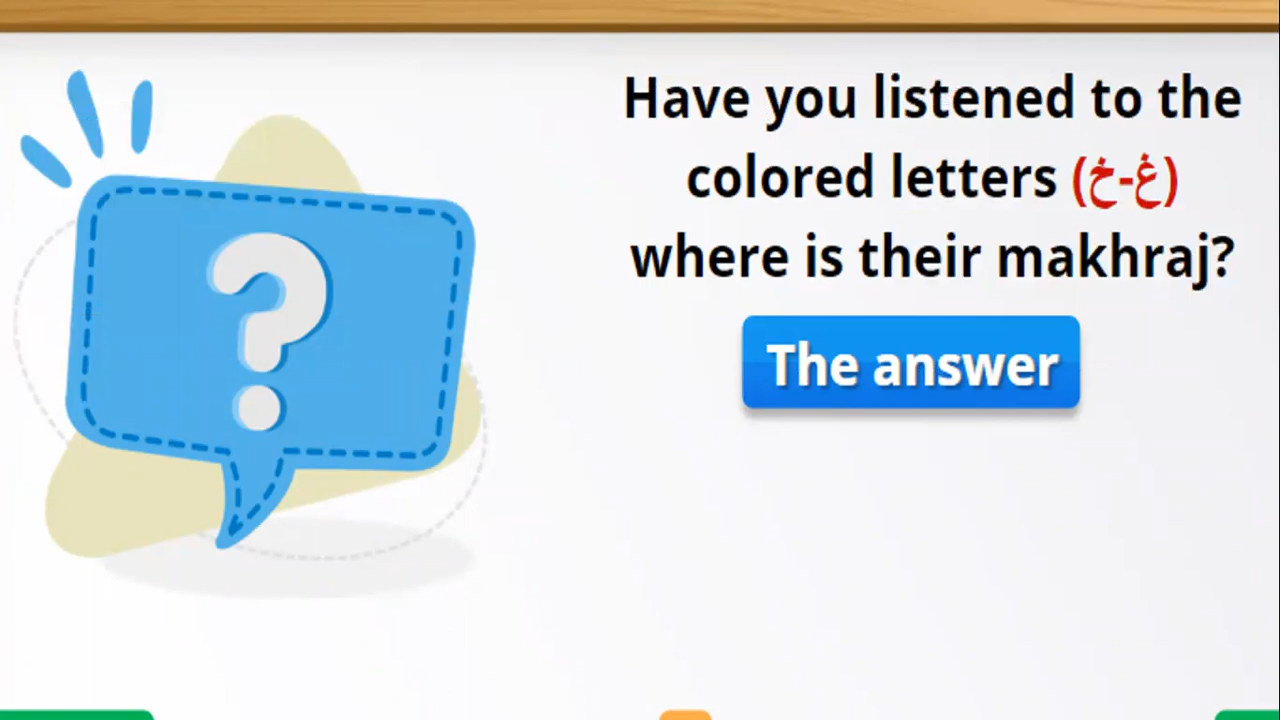 Have you listened to the
colored letters (غ-خ)
where is their makhraj?
The answer